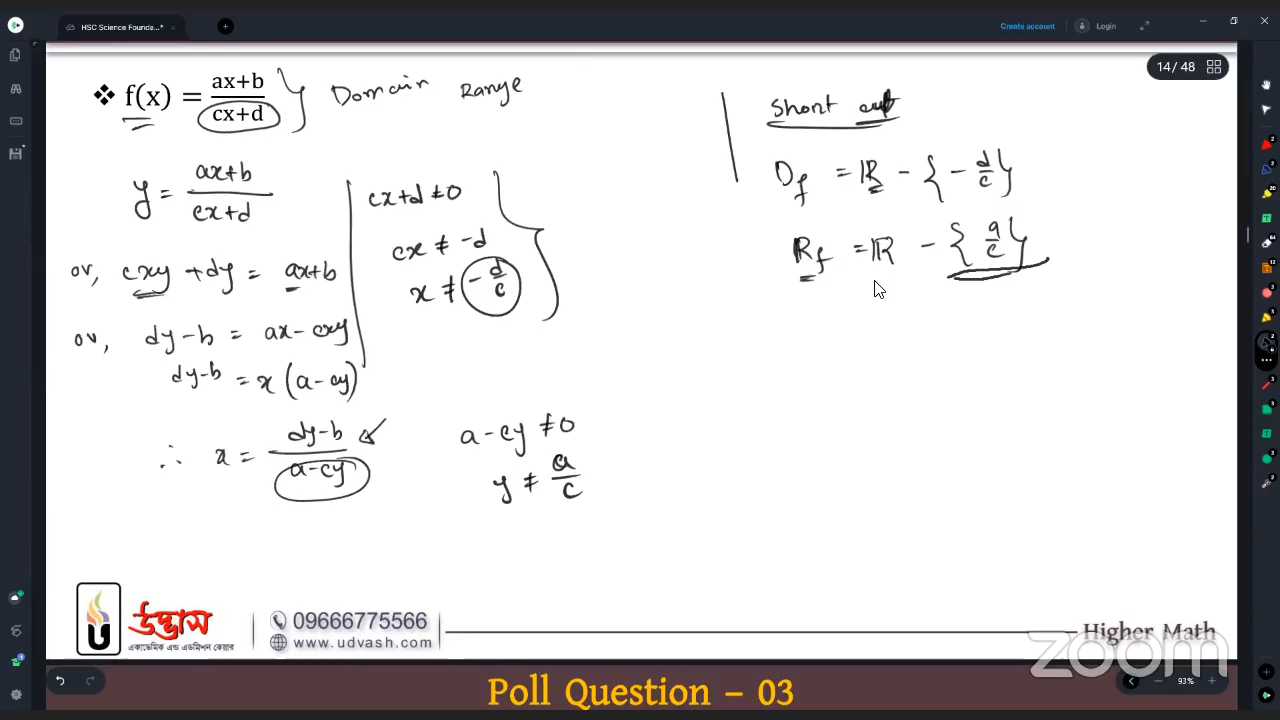 HSC Science Founda...*
Create account
Login
14 / 48
❖ f(x) = ax+b / cx+d } Domain Range
y = ax+b / cx+d
or, cxy + dy = ax+b
or, dy-b = ax-cxy
dy-b = x (a-cy)
∴ x = dy-b / a-cy
cx+d ≠ 0
cx ≠ -d
x ≠ -d/c
a-cy ≠ 0
y ≠ a/c
Short cut
D_f = ℝ - {-d/c}
R_f = ℝ - {a/c}
U
উদ্ভাস
একাডেমিক এন্ড এডমিশন কেয়ার
09666775566
www.udvash.com
Higher Math
zoom
Poll Question – 03
93%